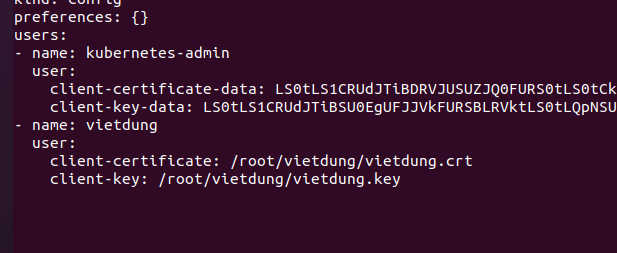 kind: Config
preferences: {}
users:
- name: kubernetes-admin
  user:
    client-certificate-data: LS0tLS1CRUdJTiBDRVJUSUZJQ0FURS0tLS0tCk
    client-key-data: LS0tLS1CRUdJTiBSU0EgUFJJVkFURSBLRVktLS0tLQpNSU
- name: vietdung
  user:
    client-certificate: /root/vietdung/vietdung.crt
    client-key: /root/vietdung/vietdung.key